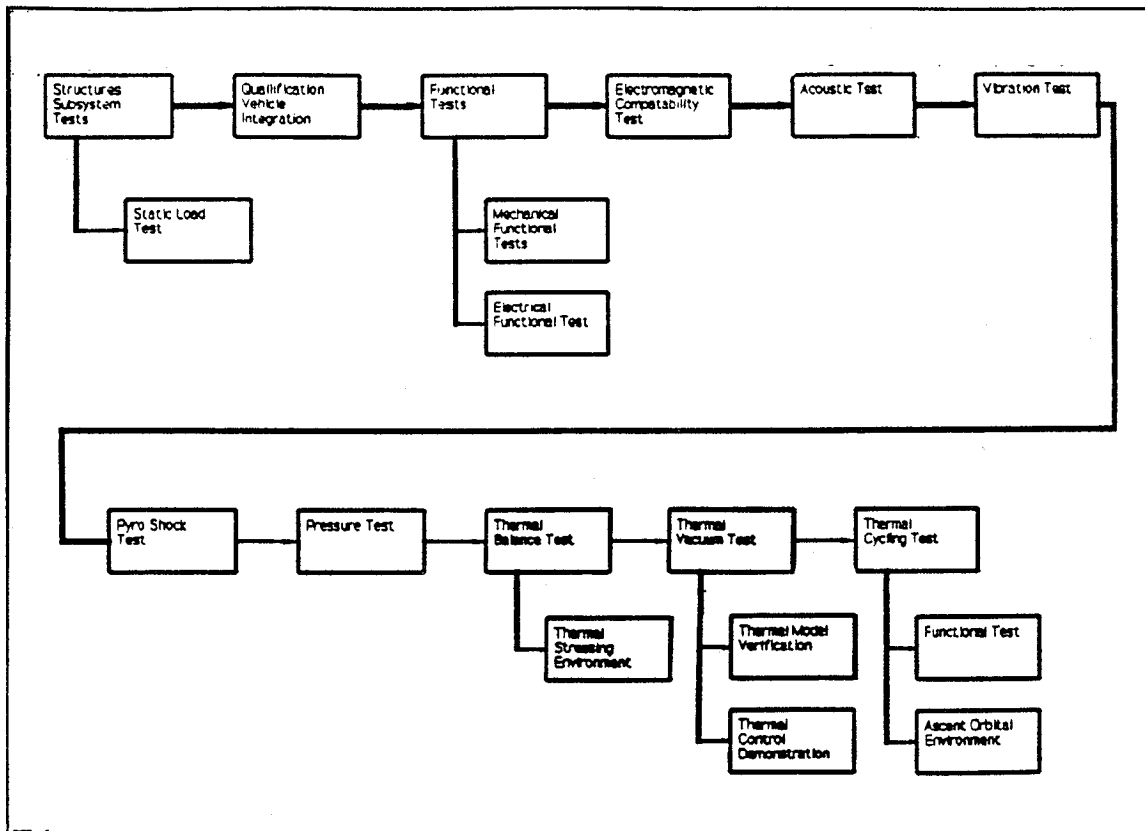 Structures
Subsystem
Tests
Quallification
Vehicle
Integration
Functional
Tests
Electromagnetic
Compatability
Test
Acoustic Test
Vibration Test
Static Load
Test
Mechanical
Functional
Tests
Electrical
Functional Test
Pyro Shock
Test
Pressure Test
Thermal
Balance Test
Thermal
Vacuum Test
Thermal
Cycling Test
Thermal
Stressing
Environment
Thermal Model
Verification
Functional Test
Thermal
Control
Demonstration
Ascent Orbital
Environment